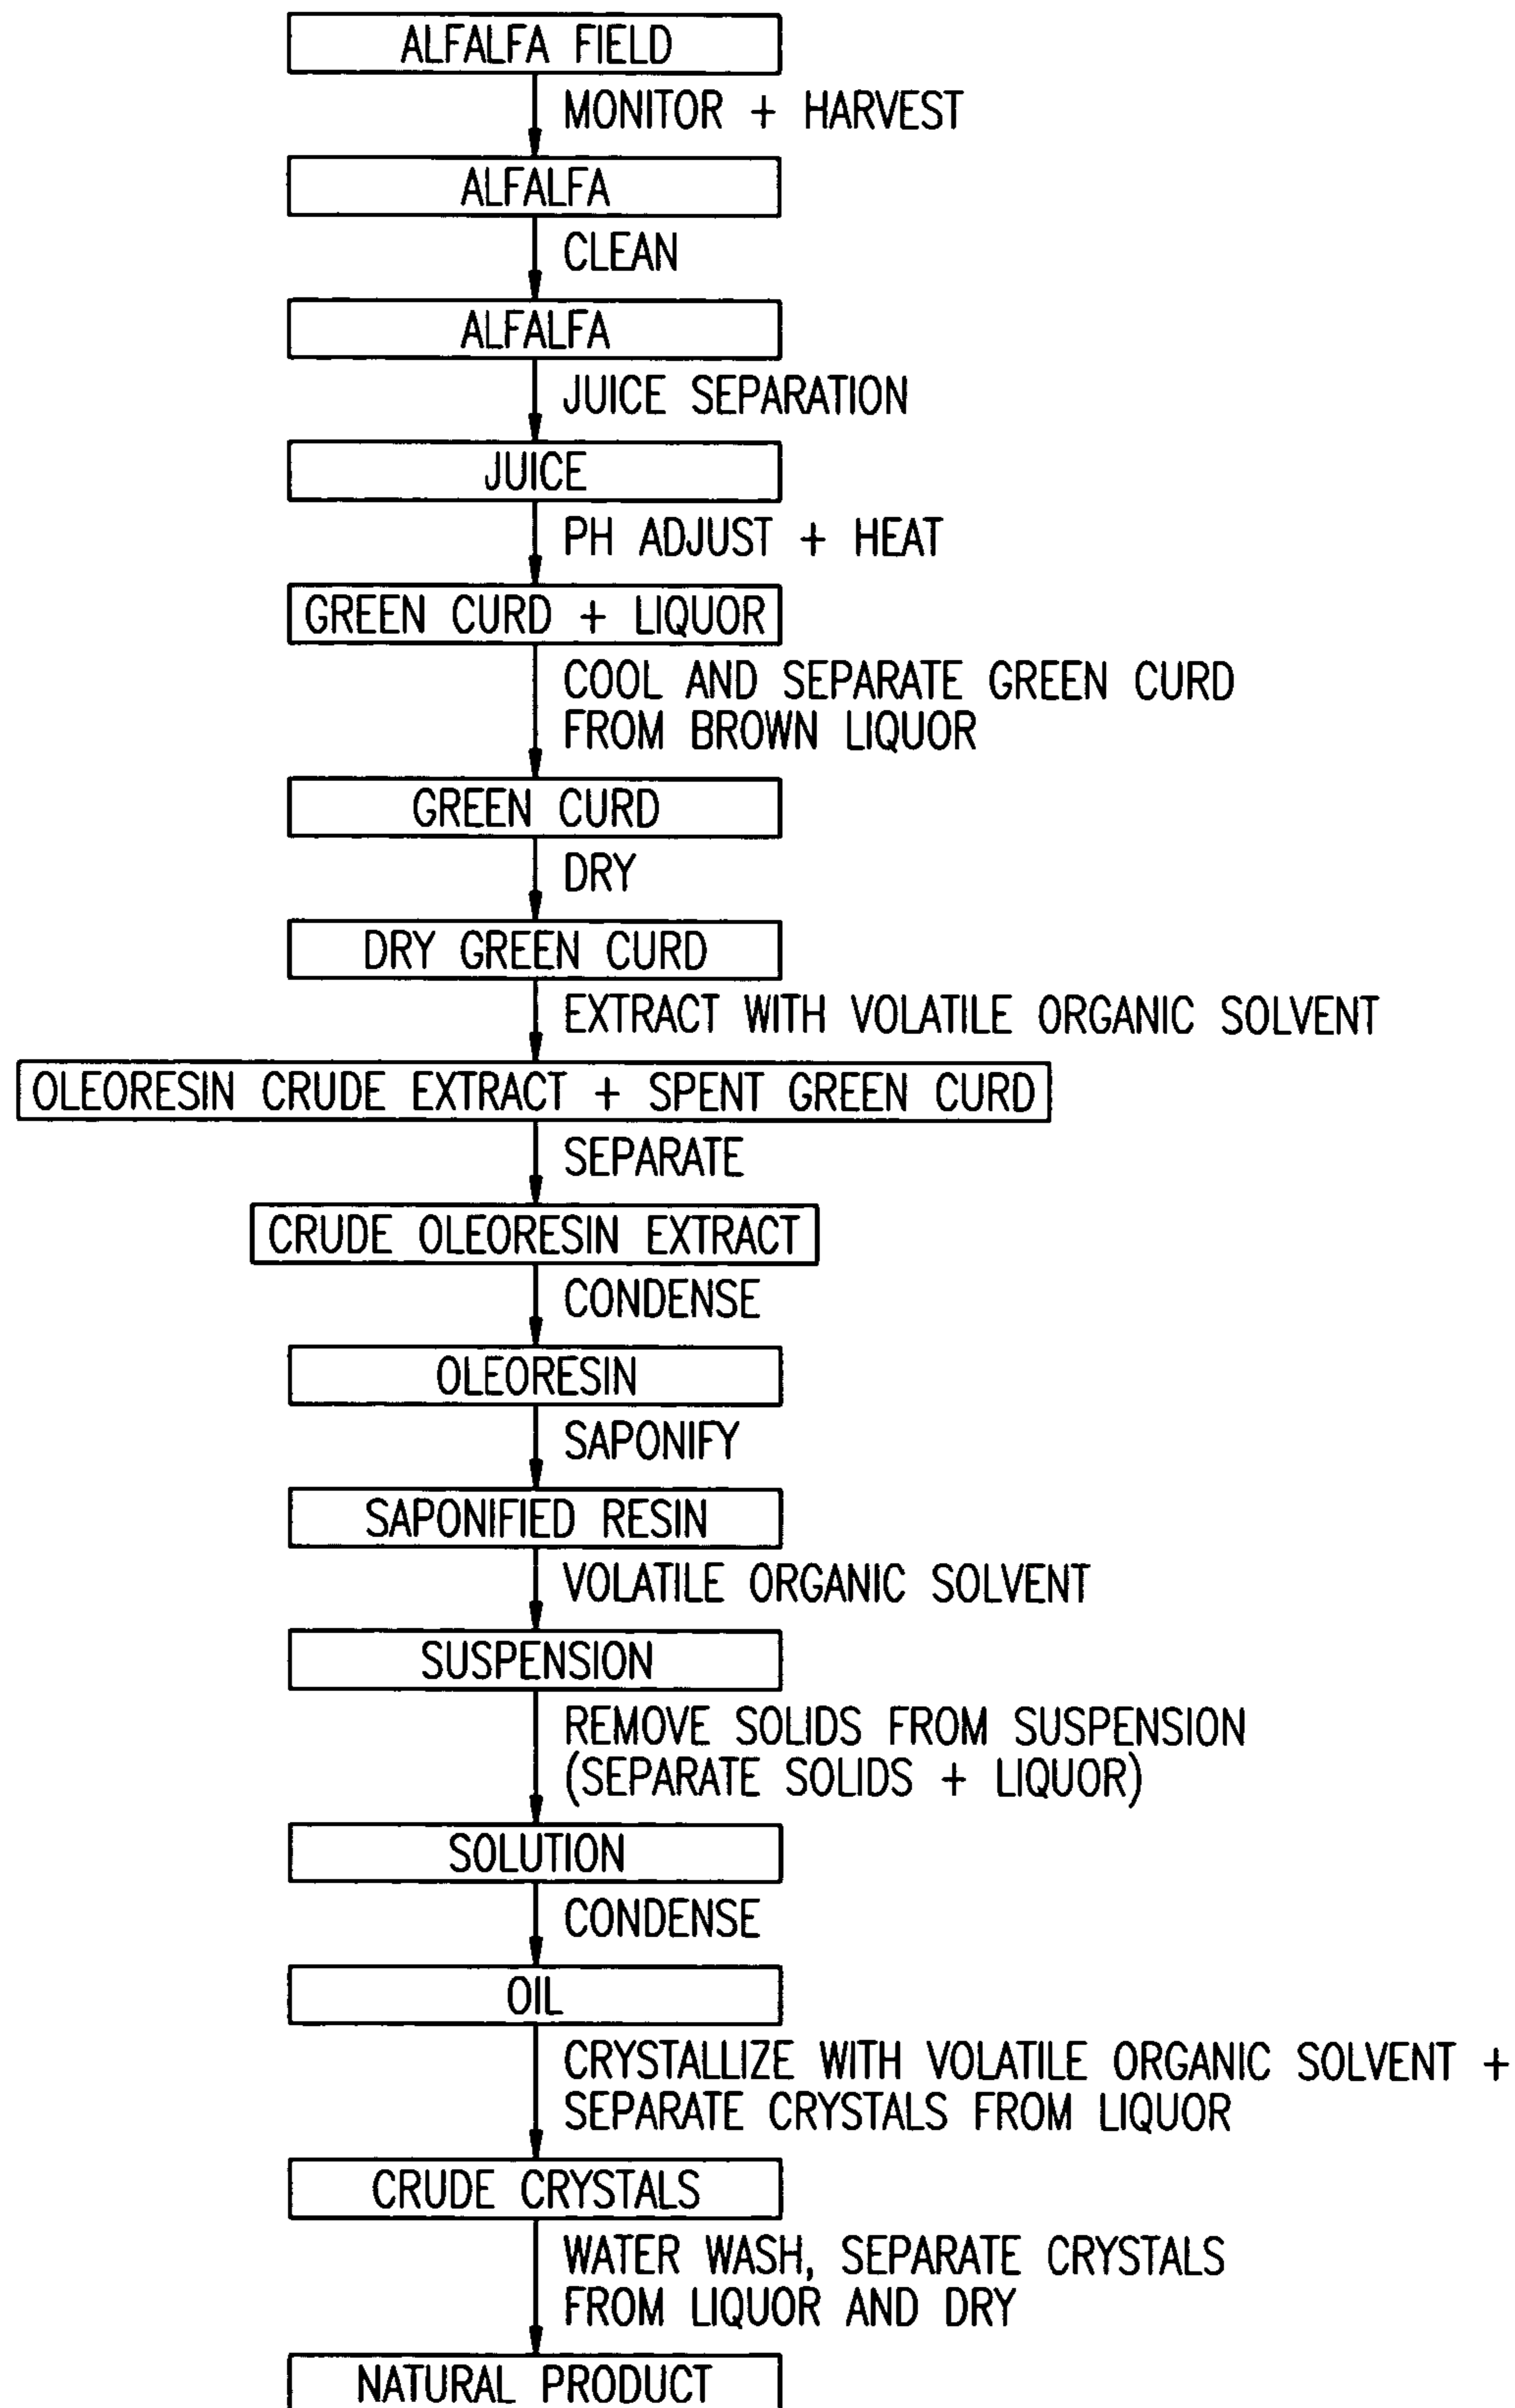 ALFALFA FIELD
MONITOR + HARVEST
ALFALFA
CLEAN
ALFALFA
JUICE SEPARATION
JUICE
PH ADJUST + HEAT
GREEN CURD + LIQUOR
COOL AND SEPARATE GREEN CURD
FROM BROWN LIQUOR
GREEN CURD
DRY
DRY GREEN CURD
EXTRACT WITH VOLATILE ORGANIC SOLVENT
OLEORESIN CRUDE EXTRACT + SPENT GREEN CURD
SEPARATE
CRUDE OLEORESIN EXTRACT
CONDENSE
OLEORESIN
SAPONIFY
SAPONIFIED RESIN
VOLATILE ORGANIC SOLVENT
SUSPENSION
REMOVE SOLIDS FROM SUSPENSION
(SEPARATE SOLIDS + LIQUOR)
SOLUTION
CONDENSE
OIL
CRYSTALLIZE WITH VOLATILE ORGANIC SOLVENT +
SEPARATE CRYSTALS FROM LIQUOR
CRUDE CRYSTALS
WATER WASH, SEPARATE CRYSTALS
FROM LIQUOR AND DRY
NATURAL PRODUCT